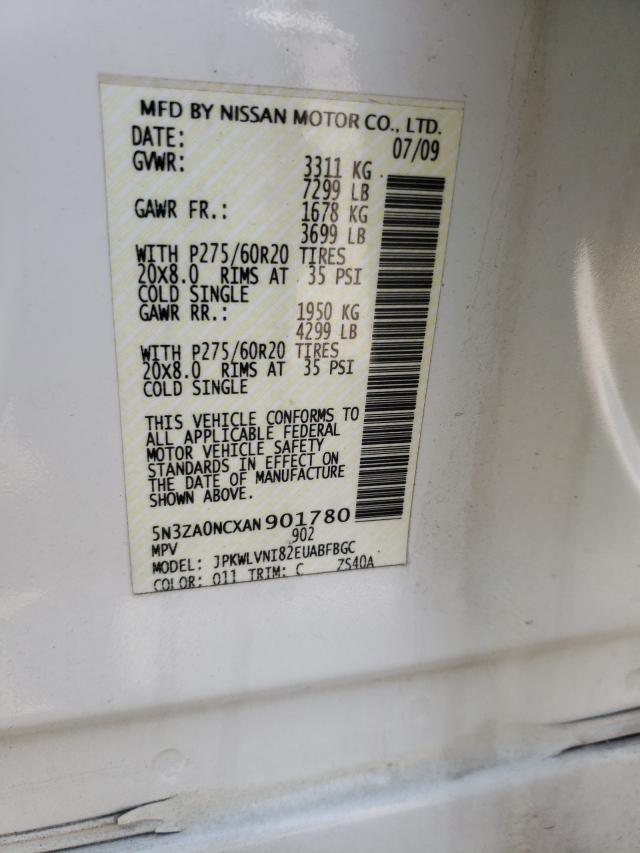 MFD BY NISSAN MOTOR CO., LTD.
DATE: 07/09
GVWR: 3311 KG
7299 LB
GAWR FR.: 1678 KG
3699 LB
WITH P275/60R20 TIRES
20X8.0 RIMS AT 35 PSI
COLD SINGLE
GAWR RR.: 1950 KG
4299 LB
WITH P275/60R20 TIRES
20X8.0 RIMS AT 35 PSI
COLD SINGLE
THIS VEHICLE CONFORMS TO
ALL APPLICABLE FEDERAL
MOTOR VEHICLE SAFETY
STANDARDS IN EFFECT ON
THE DATE OF MANUFACTURE
SHOWN ABOVE.
5N3ZA0NCXAN901780
MPV 902
MODEL: JPKWLVNI82EUABFBGC
COLOR: Q11 TRIM: C ZS40A